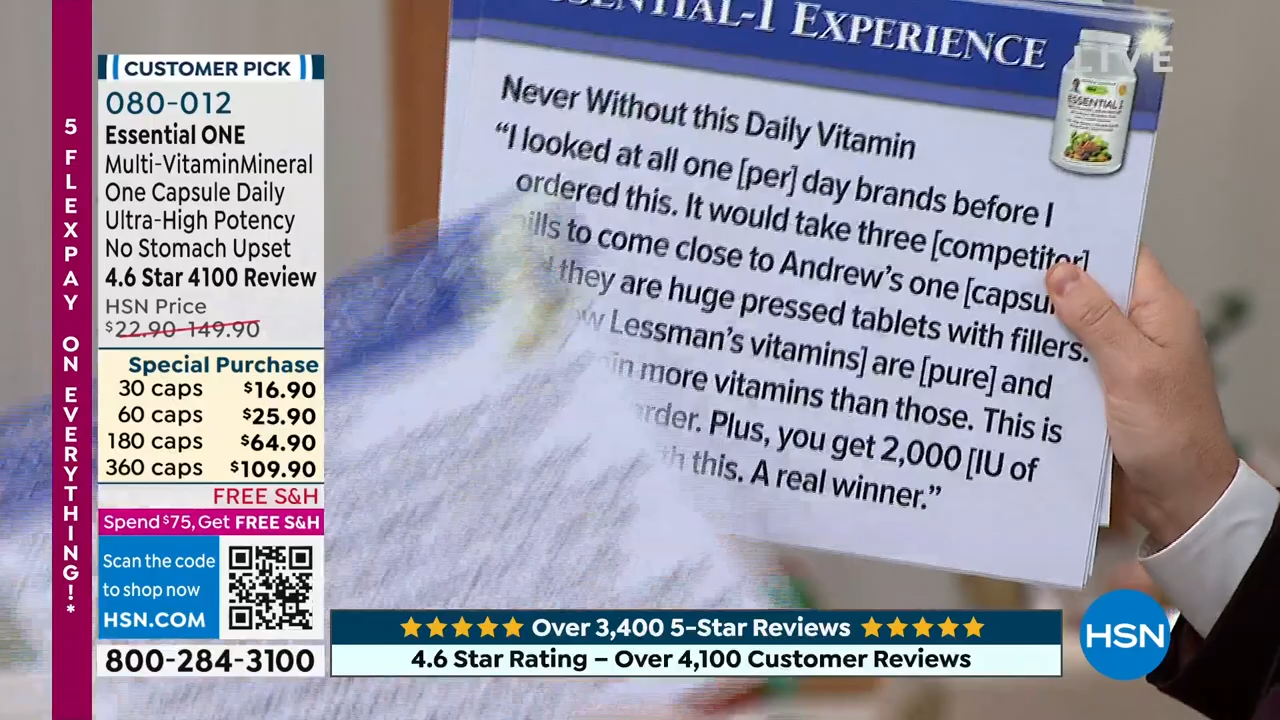 5 FLEXPAY ON EVERYTHING!*
CUSTOMER PICK
080-012
Essential ONE
Multi-VitaminMineral
One Capsule Daily
Ultra-High Potency
No Stomach Upset
4.6 Star 4100 Review
HSN Price
$22.90-149.90
Special Purchase
30 caps $16.90
60 caps $25.90
180 caps $64.90
360 caps $109.90
FREE S&H
Spend $75, Get FREE S&H
Scan the code
to shop now
HSN.COM
800-284-3100
EXPERIENCE
LIVE
ESSENTIAL 1
Never Without this Daily Vitamin
“I looked at all one [per] day brands before I
ordered this. It would take three [competitor]
to come close to Andrew’s one
they are huge pressed tablets with fillers.
Lessman’s vitamins] are [pure] and
more vitamins than those. This is
Plus, you get 2,000 [IU of
this. A real winner.”
★★★★★ Over 3,400 5-Star Reviews ★★★★★
4.6 Star Rating – Over 4,100 Customer Reviews
HSN